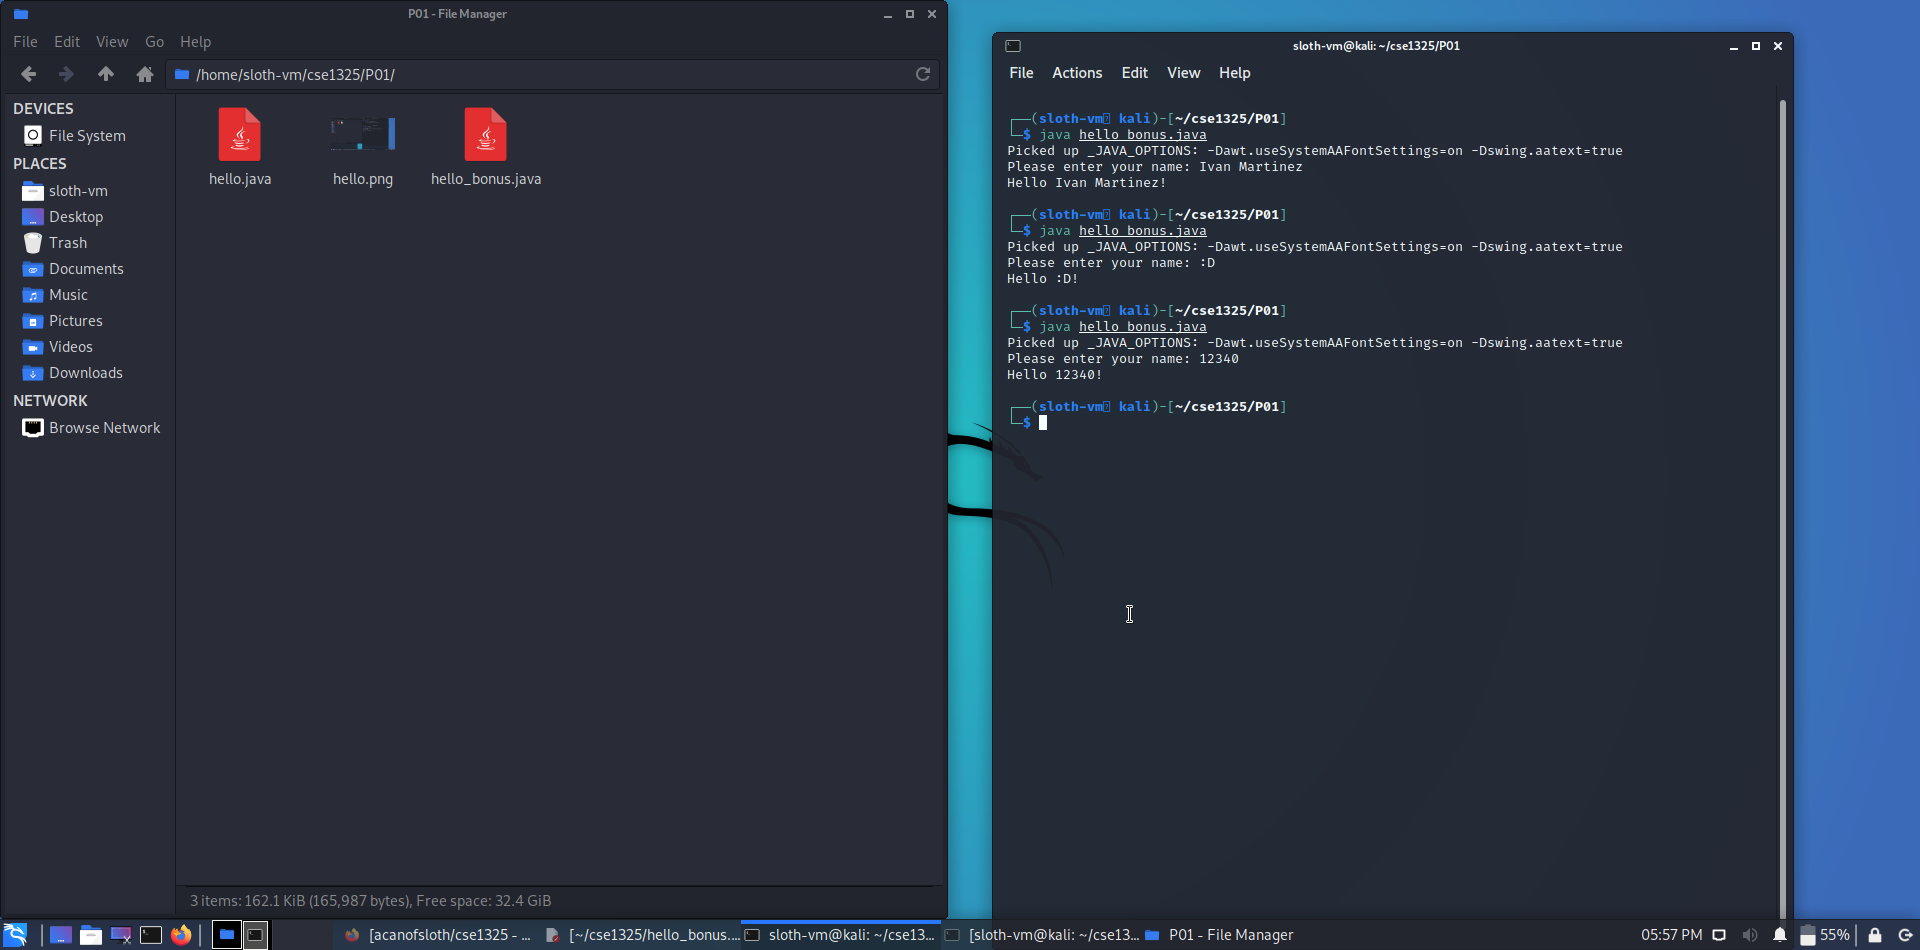 P01 - File Manager
File Edit View Go Help
/home/sloth-vm/cse1325/P01/
DEVICES
File System
PLACES
sloth-vm
Desktop
Trash
Documents
Music
Pictures
Videos
Downloads
NETWORK
Browse Network
hello.java
hello.png
hello_bonus.java
3 items: 162.1 KiB (165,987 bytes), Free space: 32.4 GiB
sloth-vm@kali: ~/cse1325/P01
File Actions Edit View Help
(sloth-vm kali)-[~/cse1325/P01]
$ java hello_bonus.java
Picked up _JAVA_OPTIONS: -Dawt.useSystemAAFontSettings=on -Dswing.aatext=true
Please enter your name: Ivan Martinez
Hello Ivan Martinez!
(sloth-vm kali)-[~/cse1325/P01]
$ java hello_bonus.java
Picked up _JAVA_OPTIONS: -Dawt.useSystemAAFontSettings=on -Dswing.aatext=true
Please enter your name: :D
Hello :D!
(sloth-vm kali)-[~/cse1325/P01]
$ java hello_bonus.java
Picked up _JAVA_OPTIONS: -Dawt.useSystemAAFontSettings=on -Dswing.aatext=true
Please enter your name: 12340
Hello 12340!
(sloth-vm kali)-[~/cse1325/P01]
$
[acanofsloth/cse1325 - ...
[~/cse1325/hello_bonus....
sloth-vm@kali: ~/cse13...
[sloth-vm@kali: ~/cse13...
P01 - File Manager
05:57 PM
55%